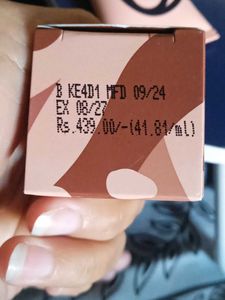 B KE4D1 MFD 09/24
EX 08/27
Rs.439.00/-(41.81/ml)